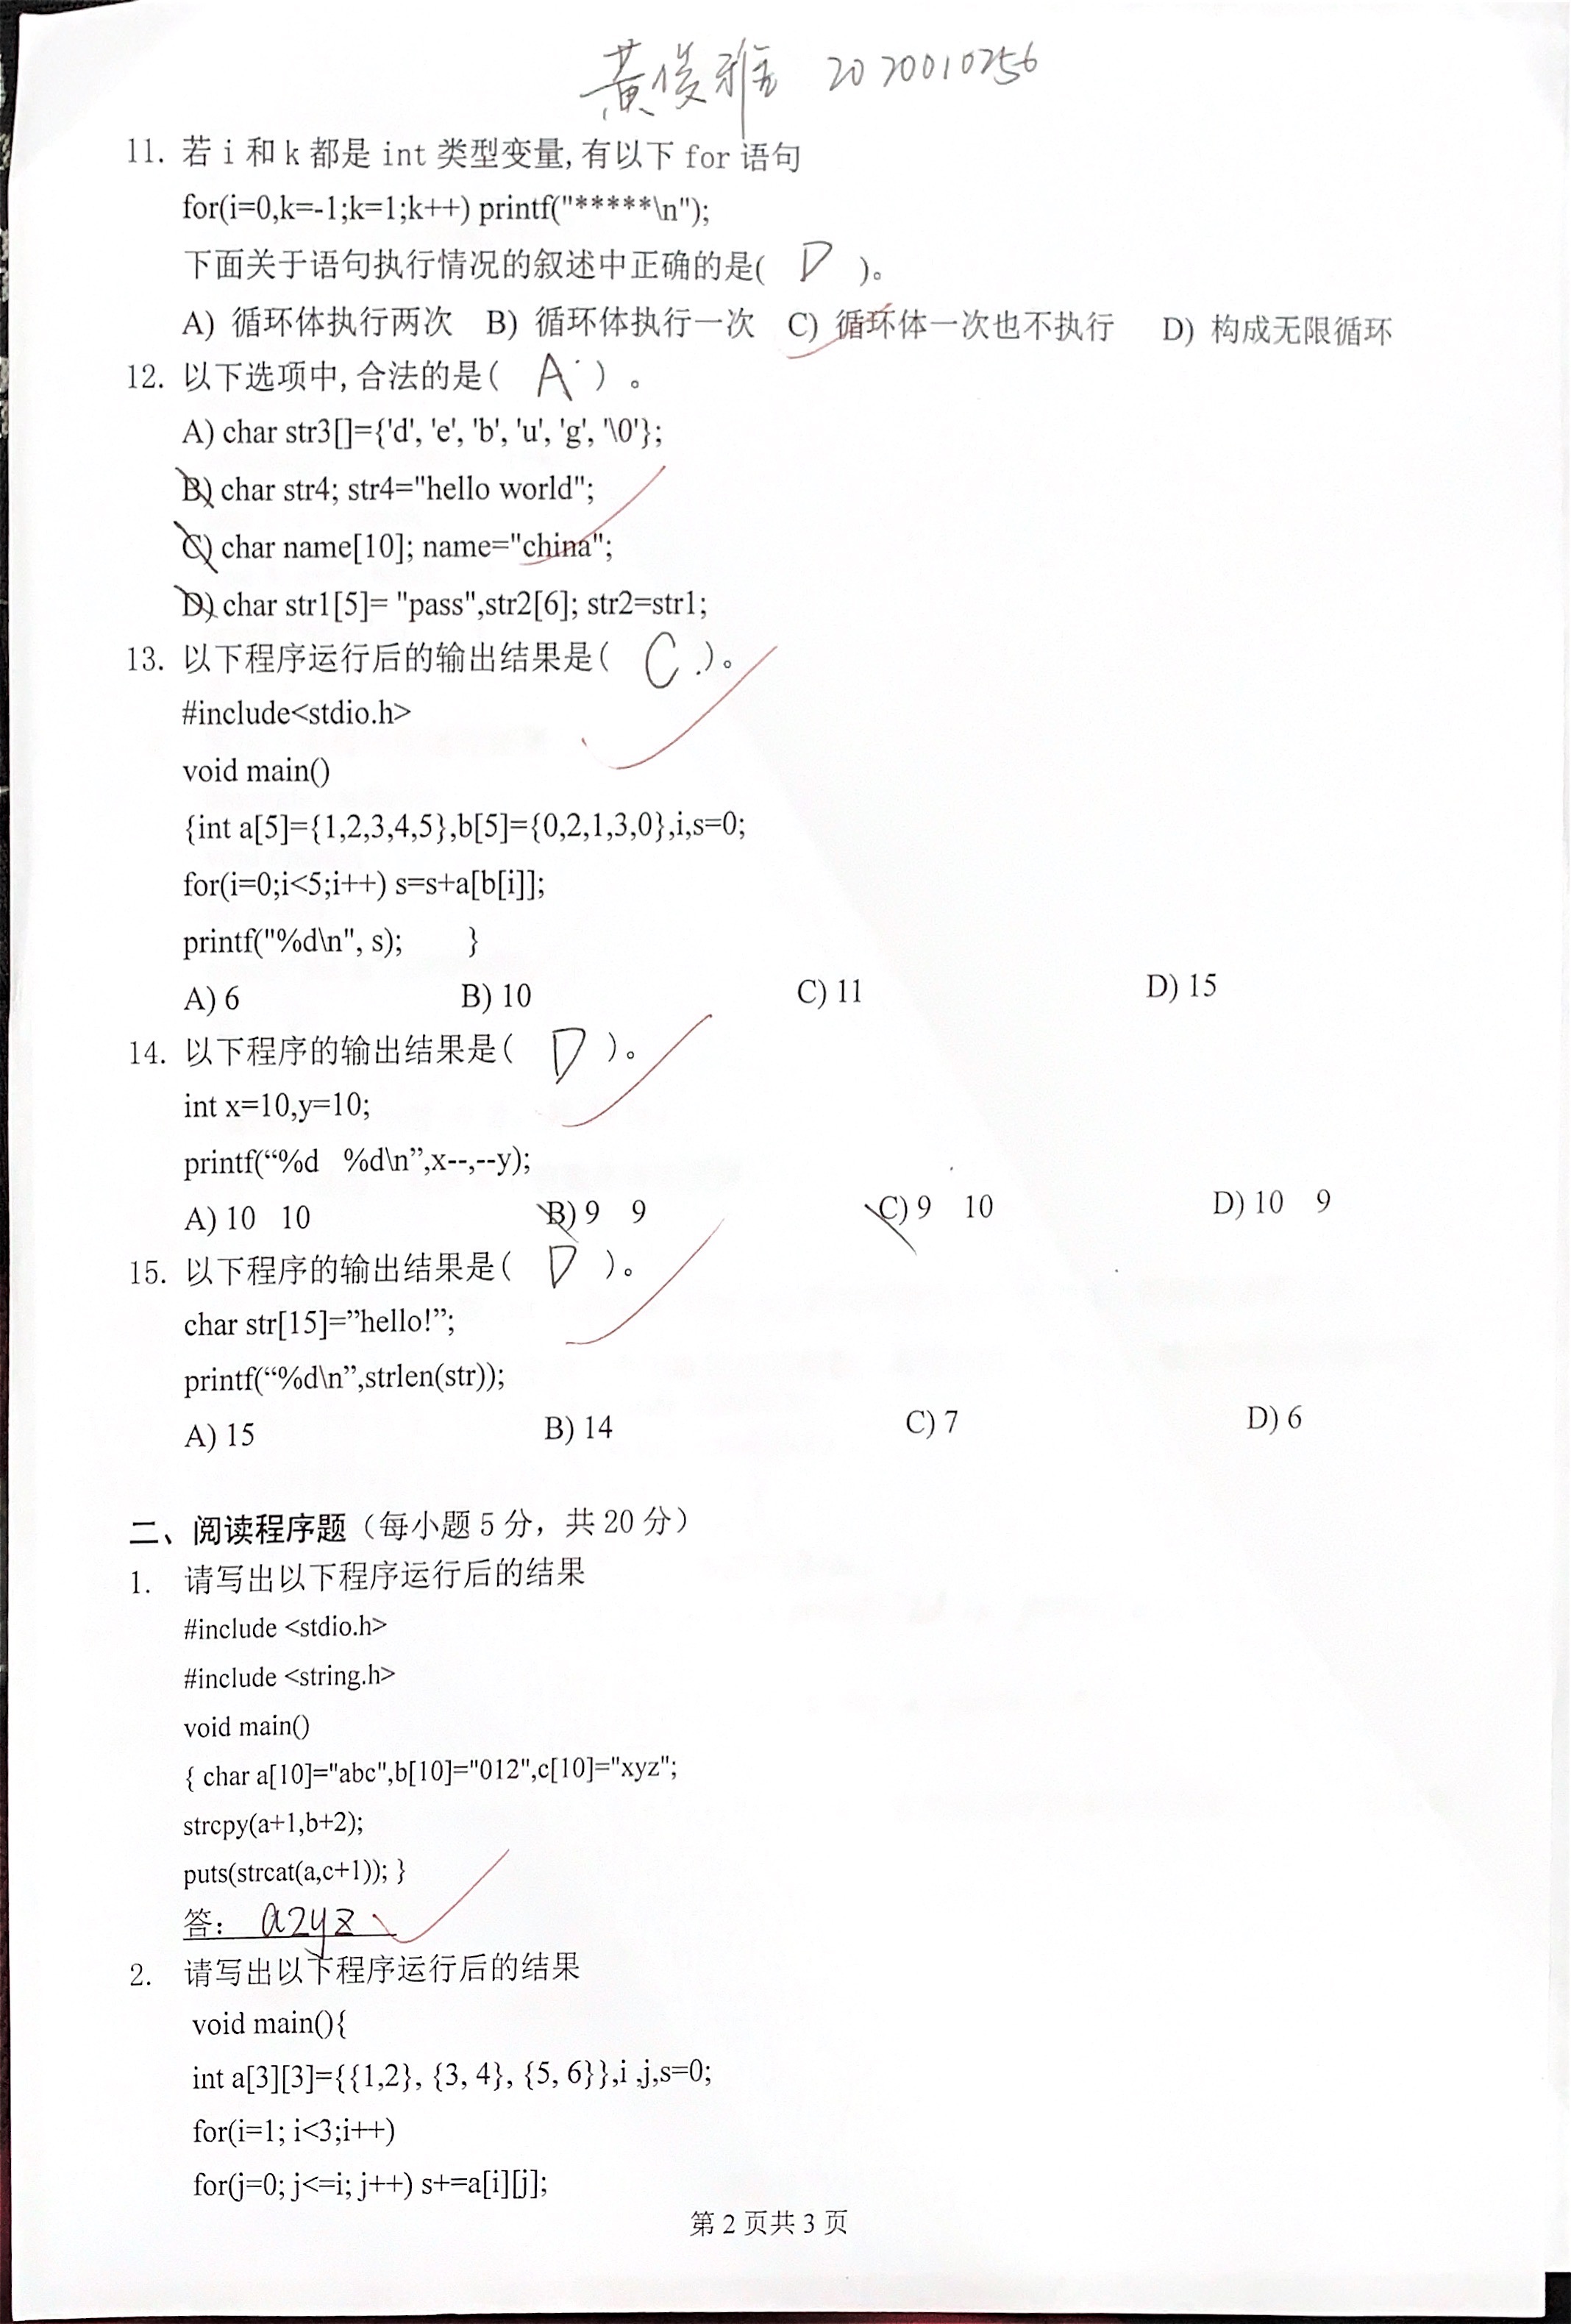 黄俊雅 2020010256
11. 若 i 和 k 都是 int 类型变量,有以下 for 语句
for(i=0,k=-1;k=1;k++) printf("*****\n");
下面关于语句执行情况的叙述中正确的是( D )。
A) 循环体执行两次 B) 循环体执行一次 C) 循环体一次也不执行 D) 构成无限循环
12. 以下选项中,合法的是( A ) 。
A) char str3[]={'d', 'e', 'b', 'u', 'g', '\0'};
B) char str4; str4="hello world";
C) char name[10]; name="china";
D) char str1[5]= "pass",str2[6]; str2=str1;
13. 以下程序运行后的输出结果是( C )。
#include<stdio.h>
void main()
{int a[5]={1,2,3,4,5},b[5]={0,2,1,3,0},i,s=0;
for(i=0;i<5;i++) s=s+a[b[i]];
printf("%d\n", s); }
A) 6 B) 10 C) 11 D) 15
14. 以下程序的输出结果是( D )。
int x=10,y=10;
printf(“%d %d\n”,x--,--y);
A) 10 10 B) 9 9 C) 9 10 D) 10 9
15. 以下程序的输出结果是( D )。
char str[15]=”hello!”;
printf(“%d\n”,strlen(str));
A) 15 B) 14 C) 7 D) 6
二、阅读程序题（每小题 5 分，共 20 分）
1. 请写出以下程序运行后的结果
#include <stdio.h>
#include <string.h>
void main()
{ char a[10]="abc",b[10]="012",c[10]="xyz";
strcpy(a+1,b+2);
puts(strcat(a,c+1)); }
答： a2yz
2. 请写出以下程序运行后的结果
void main(){
int a[3][3]={{1,2}, {3, 4}, {5, 6}},i ,j,s=0;
for(i=1; i<3;i++)
for(j=0; j<=i; j++) s+=a[i][j];
第 2 页共 3 页